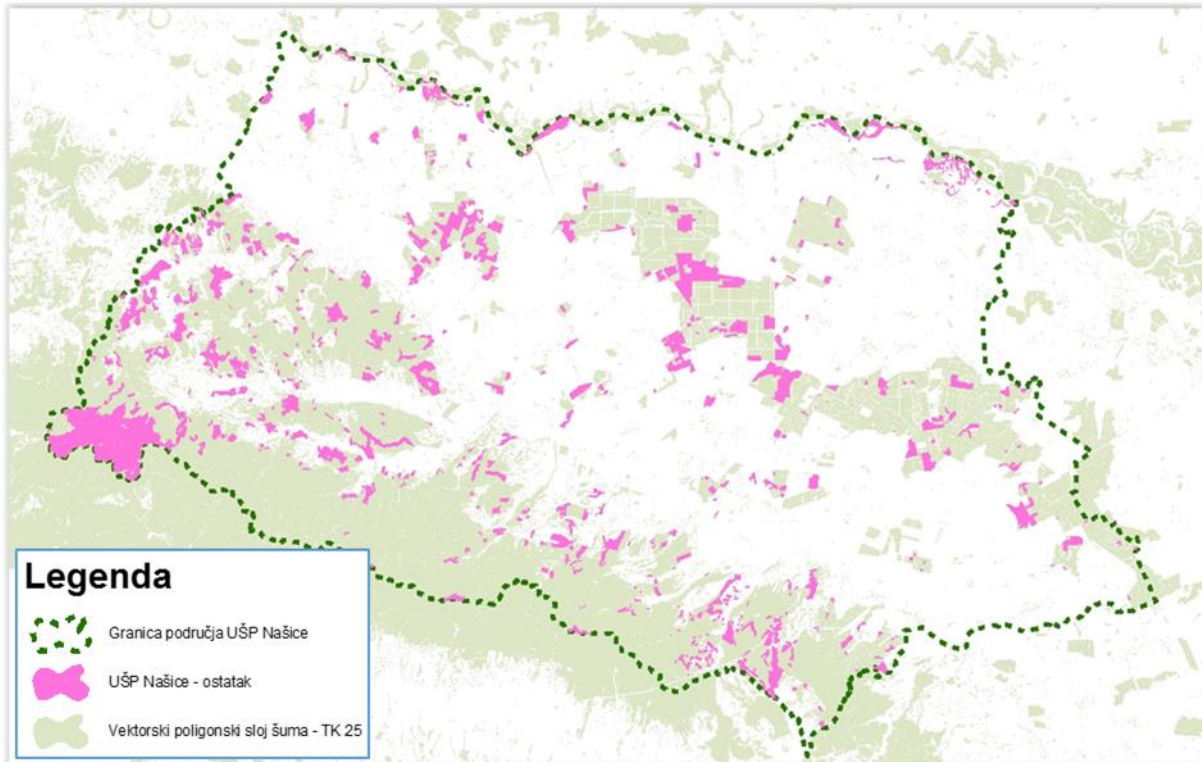 Legenda
Granica područja UŠP Našice
UŠP Našice - ostatak
Vektorski poligonski sloj šuma - TK 25